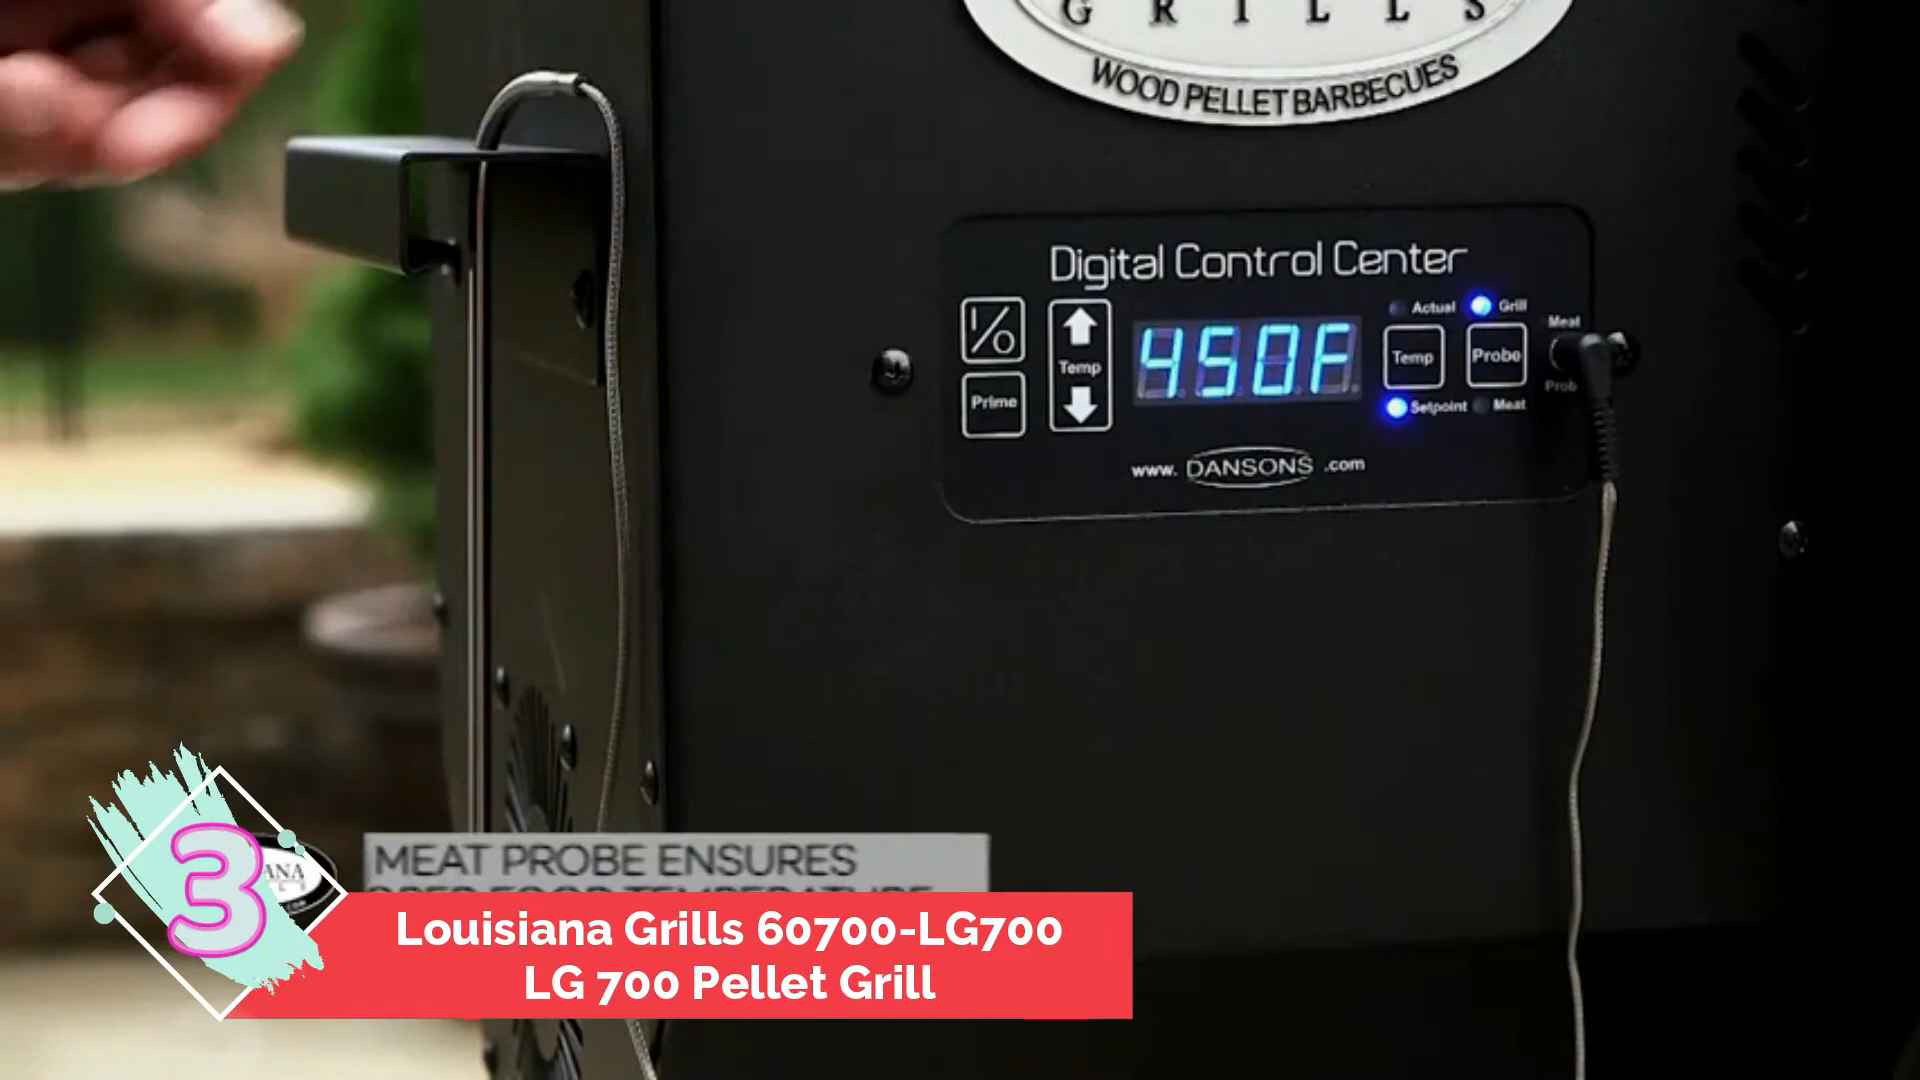 GRILLS
WOOD PELLET BARBECUES
Digital Control Center
I/O
Prime
Temp
450F
Actual
Grill
Temp
Probe
Setpoint
Meat
Meat
Prob
www. DANSONS .com
MEAT PROBE ENSURES
3
Louisiana Grills 60700-LG700
LG 700 Pellet Grill